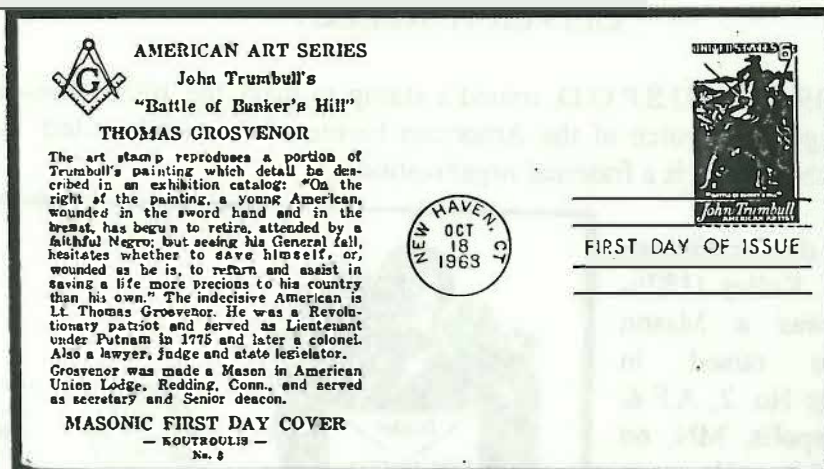 G
AMERICAN ART SERIES
John Trumbull's
"Battle of Bunker's Hill"
THOMAS GROSVENOR
The art stamp reproduces a portion of
Trumbull's painting which detail he des-
cribed in an exhibition catalog: "On the
right of the painting, a young American,
wounded in the sword hand and in the
breast, has begun to retire, attended by a
faithful Negro; but seeing his General fall,
hesitates whether to save himself, or,
wounded as he is, to return and assist in
saving a life more precious to his country
than his own." The indecisive American is
Lt. Thomas Grosvenor. He was a Revolu-
tionary patriot and served as Lieutenant
under Putnam in 1775 and later a colonel.
Also a lawyer, judge and state legislator.
Grosvenor was made a Mason in American
Union Lodge, Redding, Conn., and served
as secretary and Senior deacon.
MASONIC FIRST DAY COVER
— KOUTROULIS —
No. 8
NEW HAVEN, CT
OCT
18
1968
UNITED STATES 6c
John Trumbull
AMERICAN ARTIST
FIRST DAY OF ISSUE